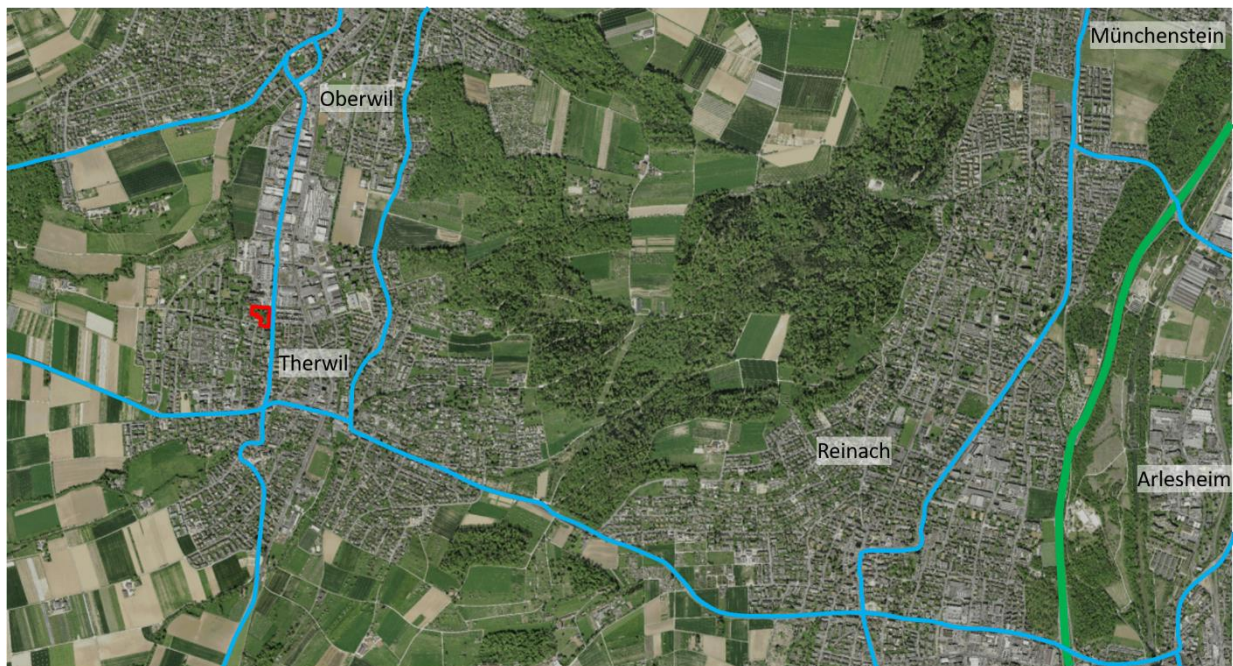 Münchenstein
Oberwil
Therwil
Reinach
Arlesheim